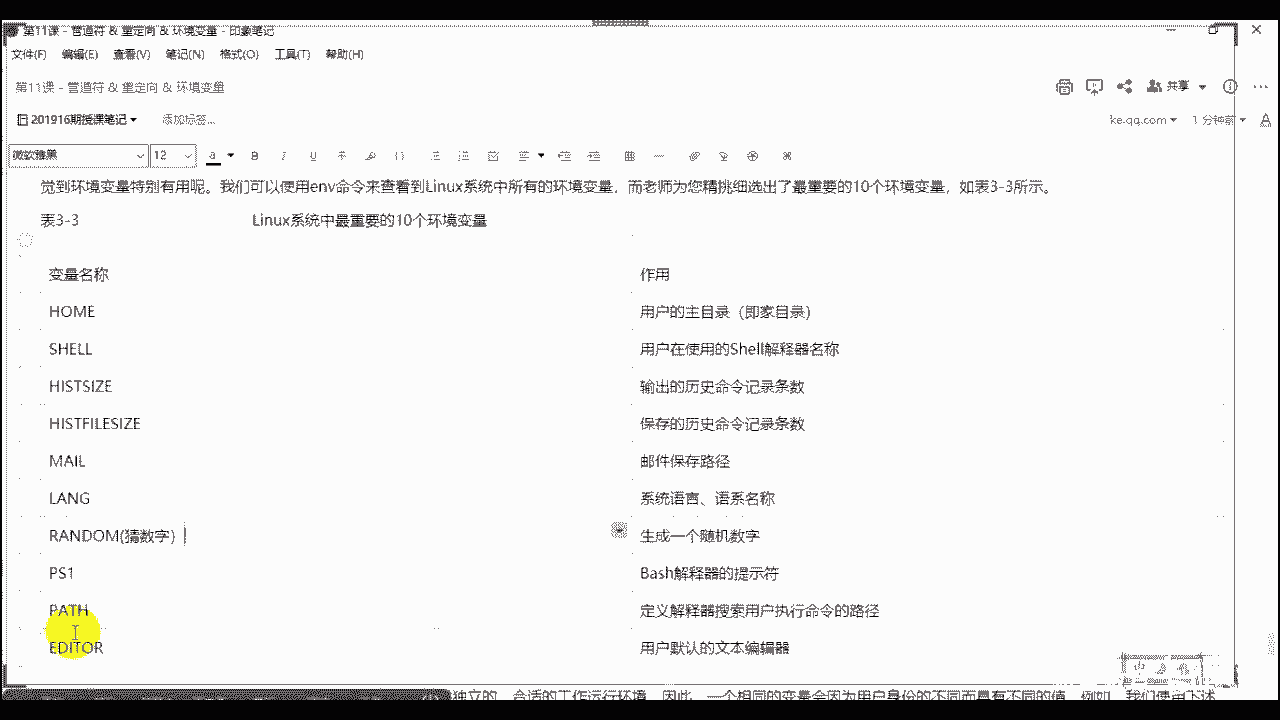 第11课 - 管道符 & 重定向 & 环境变量 - 印象笔记
文件(F) 编辑(E) 查看(V) 笔记(N) 格式(O) 工具(T) 帮助(H)
第11课 - 管道符 & 重定向 & 环境变量
共享
201916期授课笔记 添加标签...
ke.qq.com 1 分钟前
微软雅黑 12
觉到环境变量特别有用呢。我们可以使用env命令来查看到Linux系统中所有的环境变量，而老师为您精挑细选出了最重要的10个环境变量，如表3-3所示。
表3-3 Linux系统中最重要的10个环境变量
变量名称 作用
HOME 用户的主目录（即家目录）
SHELL 用户在使用的Shell解释器名称
HISTSIZE 输出的历史命令记录条数
HISTFILESIZE 保存的历史命令记录条数
MAIL 邮件保存路径
LANG 系统语言、语系名称
RANDOM(猜数字） 生成一个随机数字
PS1 Bash解释器的提示符
PATH 定义解释器搜索用户执行命令的路径
EDITOR 用户默认的文本编辑器
独立的、合适的工作运行环境，因此，一个相同的变量会因为用户身份的不同而具有不同的值。例如，我们使用下述